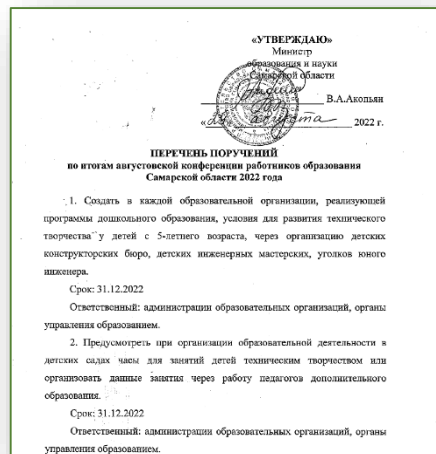 «УТВЕРЖДАЮ»
Министр
образования и науки
Самарской области
В.А.Акопьян
августа 2022 г.
ПЕРЕЧЕНЬ ПОРУЧЕНИЙ
по итогам августовской конференции работников образования
Самарской области 2022 года
1. Создать в каждой образовательной организации, реализующей
программы дошкольного образования, условия для развития технического
творчества у детей с 5-летнего возраста, через организацию детских
конструкторских бюро, детских инженерных мастерских, уголков юного
инженера.
Срок: 31.12.2022
Ответственный: администрации образовательных организаций, органы
управления образованием.
2. Предусмотреть при организации образовательной деятельности в
детских садах часы для занятий детей техническим творчеством или
организовать данные занятия через работу педагогов дополнительного
образования.
Срок: 31.12.2022
Ответственный: администрации образовательных организаций, органы
управления образованием.